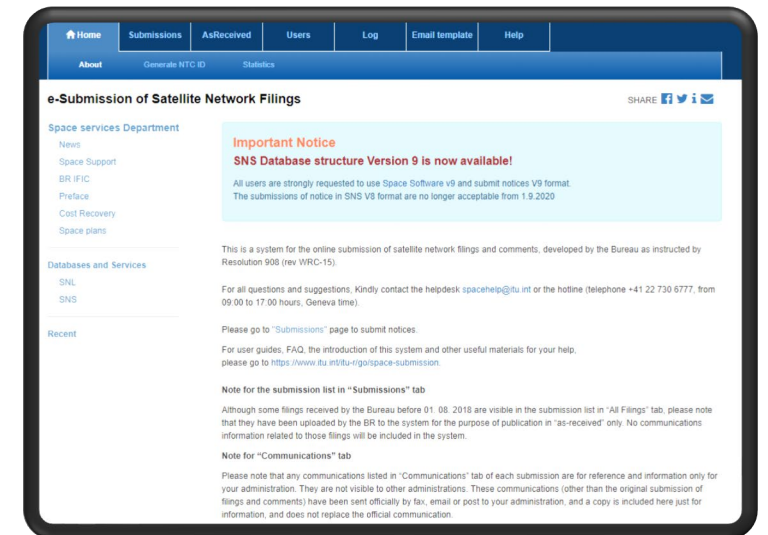 Home Submissions AsReceived Users Log Email template Help
About Generate NTC ID Statistics
e-Submission of Satellite Network Filings
SHARE
Space services Department
News
Space Support
BR IFIC
Preface
Cost Recovery
Space plans
Databases and Services
SNL
SNS
Recent
Important Notice
SNS Database structure Version 9 is now available!
All users are strongly requested to use Space Software v9 and submit notices V9 format.
The submissions of notice in SNS V8 format are no longer acceptable from 1.9.2020
This is a system for the online submission of satellite network filings and comments, developed by the Bureau as instructed by
Resolution 908 (rev WRC-15).
For all questions and suggestions, Kindly contact the helpdesk spacehelp@itu.int or the hotline (telephone +41 22 730 6777, from
09:00 to 17:00 hours, Geneva time).
Please go to "Submissions" page to submit notices.
For user guides, FAQ, the introduction of this system and other useful materials for your help,
please go to https://www.itu.int/itu-r/go/space-submission.
Note for the submission list in "Submissions" tab
Although some filings received by the Bureau before 01. 08. 2018 are visible in the submission list in "All Filings" tab, please note
that they have been uploaded by the BR to the system for the purpose of publication in "as-received" only. No communications
information related to those filings will be included in the system.
Note for "Communications" tab
Please note that any communications listed in "Communications" tab of each submission are for reference and information only for
your administration. They are not visible to other administrations. These communications (other than the original submission of
filings and comments) have been sent officially by fax, email or post to your administration, and a copy is included here just for
information, and does not replace the official communication.